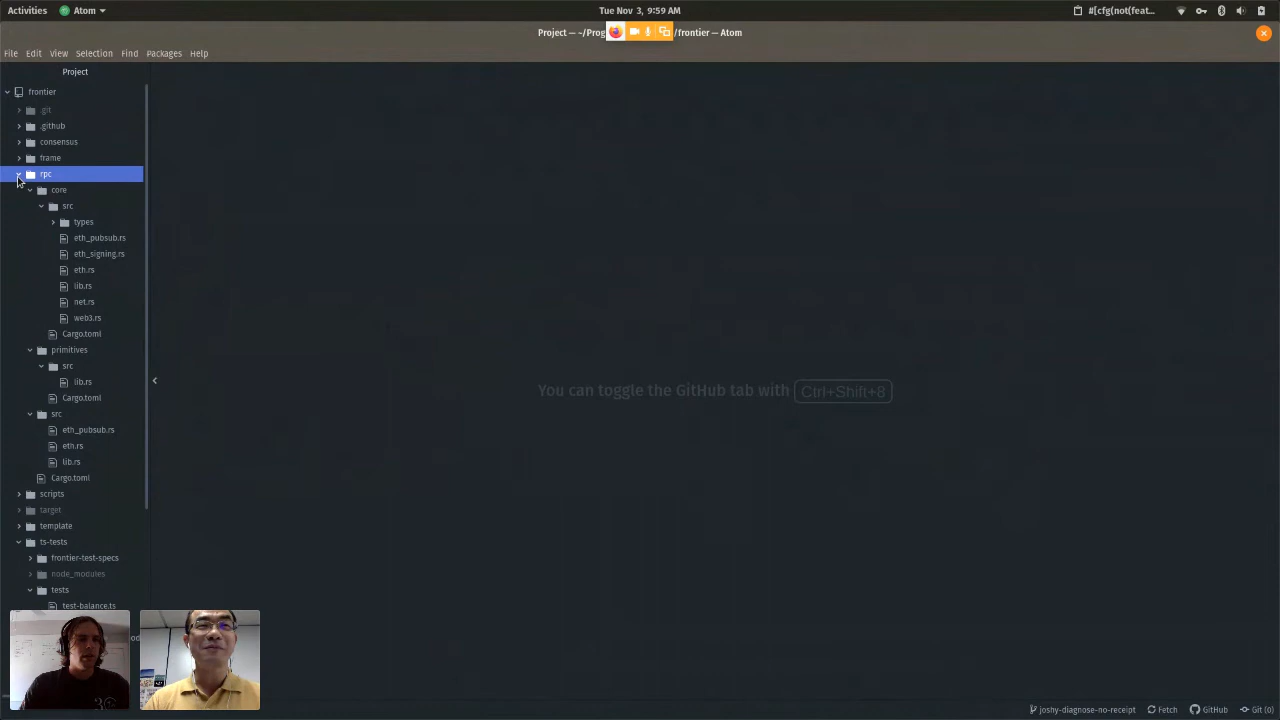 Activities
Atom
Tue Nov 3, 9:59 AM
#[cfg(not(feat...
Project — ~/Prog
/frontier — Atom
File Edit View Selection Find Packages Help
Project
frontier
.git
.github
consensus
frame
rpc
core
src
types
eth_pubsub.rs
eth_signing.rs
eth.rs
lib.rs
net.rs
web3.rs
Cargo.toml
primitives
src
lib.rs
Cargo.toml
src
eth_pubsub.rs
eth.rs
lib.rs
Cargo.toml
scripts
target
template
ts-tests
frontier-test-specs
node_modules
tests
test-balance.ts
You can toggle the GitHub tab with Ctrl+Shift+8
joshy-diagnose-no-receipt
Fetch
GitHub
Git (0)